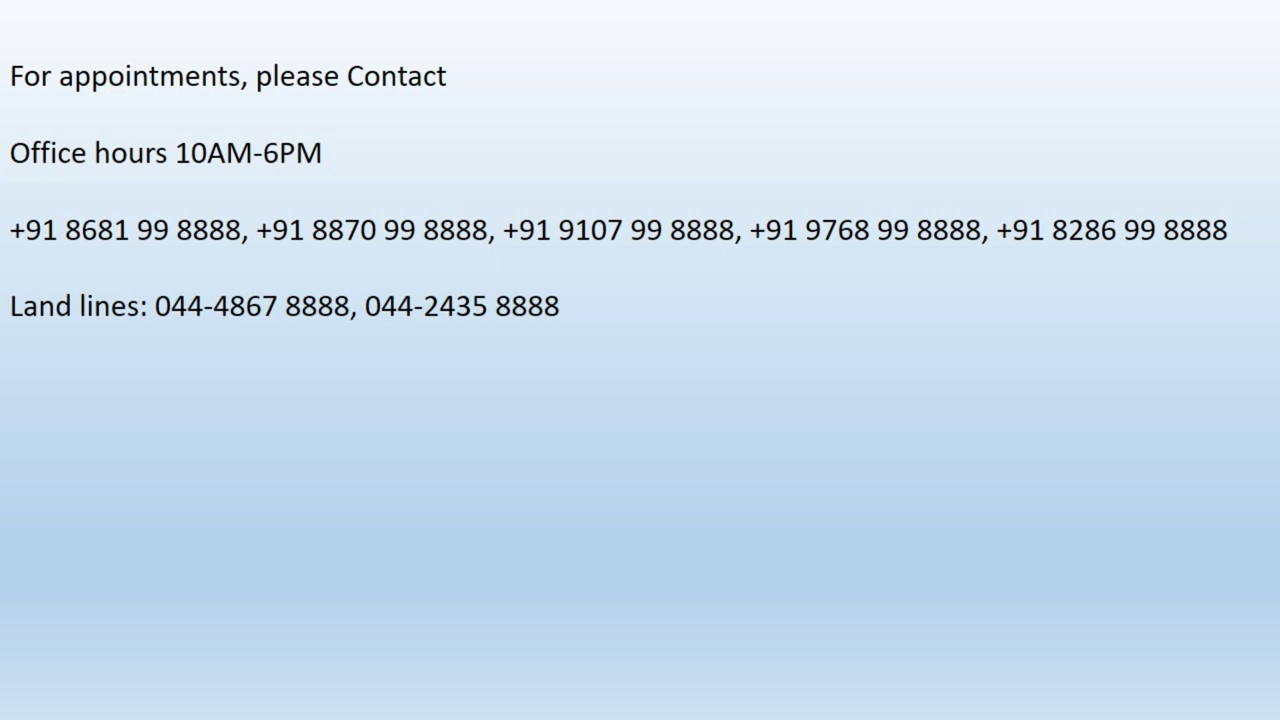 For appointments, please Contact
Office hours 10AM-6PM
+91 8681 99 8888, +91 8870 99 8888, +91 9107 99 8888, +91 9768 99 8888, +91 8286 99 8888
Land lines: 044-4867 8888, 044-2435 8888